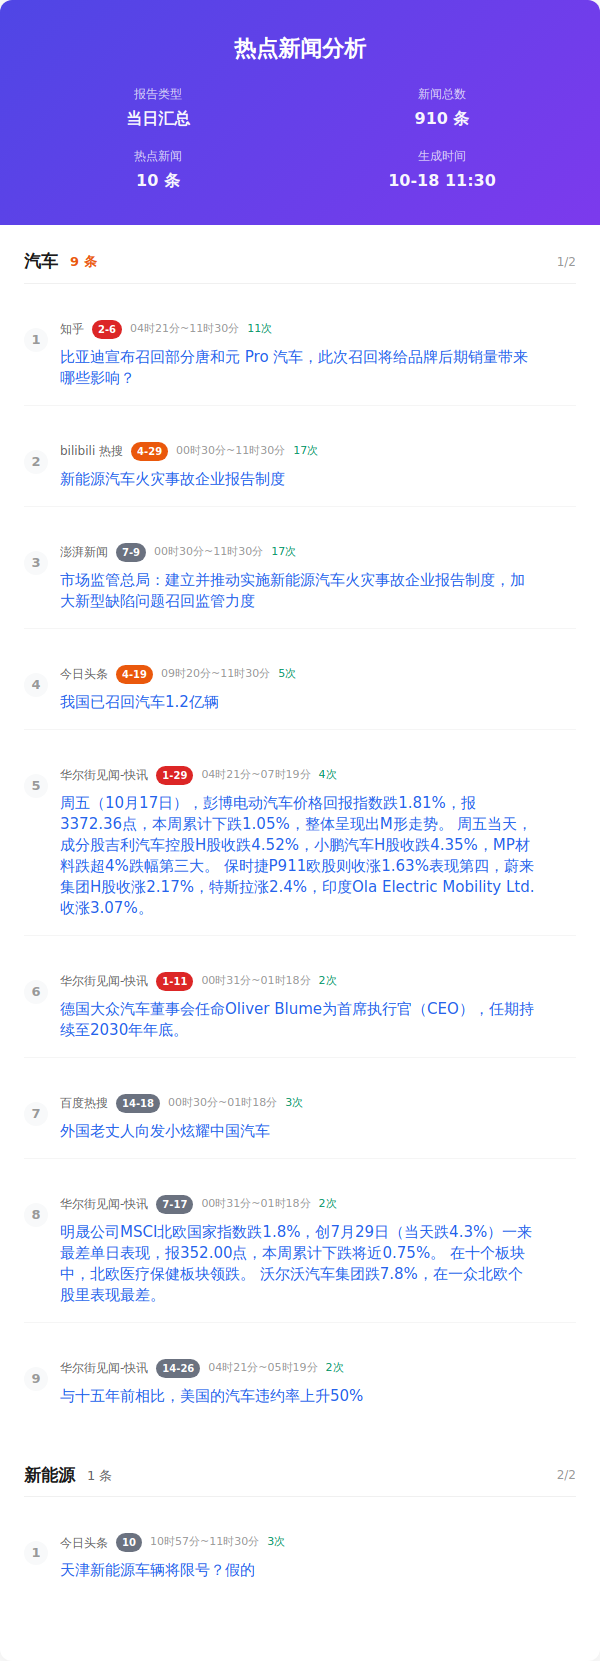 热点新闻分析
报告类型
当日汇总
新闻总数
910 条
热点新闻
10 条
生成时间
10-18 11:30
汽车 9 条 1/2
1
知乎 2-6 04时21分~11时30分 11次
比亚迪宣布召回部分唐和元 Pro 汽车，此次召回将给品牌后期销量带来
哪些影响？
2
bilibili 热搜 4-29 00时30分~11时30分 17次
新能源汽车火灾事故企业报告制度
3
澎湃新闻 7-9 00时30分~11时30分 17次
市场监管总局：建立并推动实施新能源汽车火灾事故企业报告制度，加
大新型缺陷问题召回监管力度
4
今日头条 4-19 09时20分~11时30分 5次
我国已召回汽车1.2亿辆
5
华尔街见闻-快讯 1-29 04时21分~07时19分 4次
周五（10月17日），彭博电动汽车价格回报指数跌1.81%，报
3372.36点，本周累计下跌1.05%，整体呈现出M形走势。 周五当天，
成分股吉利汽车控股H股收跌4.52%，小鹏汽车H股收跌4.35%，MP材
料跌超4%跌幅第三大。 保时捷P911欧股则收涨1.63%表现第四，蔚来
集团H股收涨2.17%，特斯拉涨2.4%，印度Ola Electric Mobility Ltd.
收涨3.07%。
6
华尔街见闻-快讯 1-11 00时31分~01时18分 2次
德国大众汽车董事会任命Oliver Blume为首席执行官（CEO），任期持
续至2030年年底。
7
百度热搜 14-18 00时30分~01时18分 3次
外国老丈人向发小炫耀中国汽车
8
华尔街见闻-快讯 7-17 00时31分~01时18分 2次
明晟公司MSCI北欧国家指数跌1.8%，创7月29日（当天跌4.3%）一来
最差单日表现，报352.00点，本周累计下跌将近0.75%。 在十个板块
中，北欧医疗保健板块领跌。 沃尔沃汽车集团跌7.8%，在一众北欧个
股里表现最差。
9
华尔街见闻-快讯 14-26 04时21分~05时19分 2次
与十五年前相比，美国的汽车违约率上升50%
新能源 1 条 2/2
1
今日头条 10 10时57分~11时30分 3次
天津新能源车辆将限号？假的